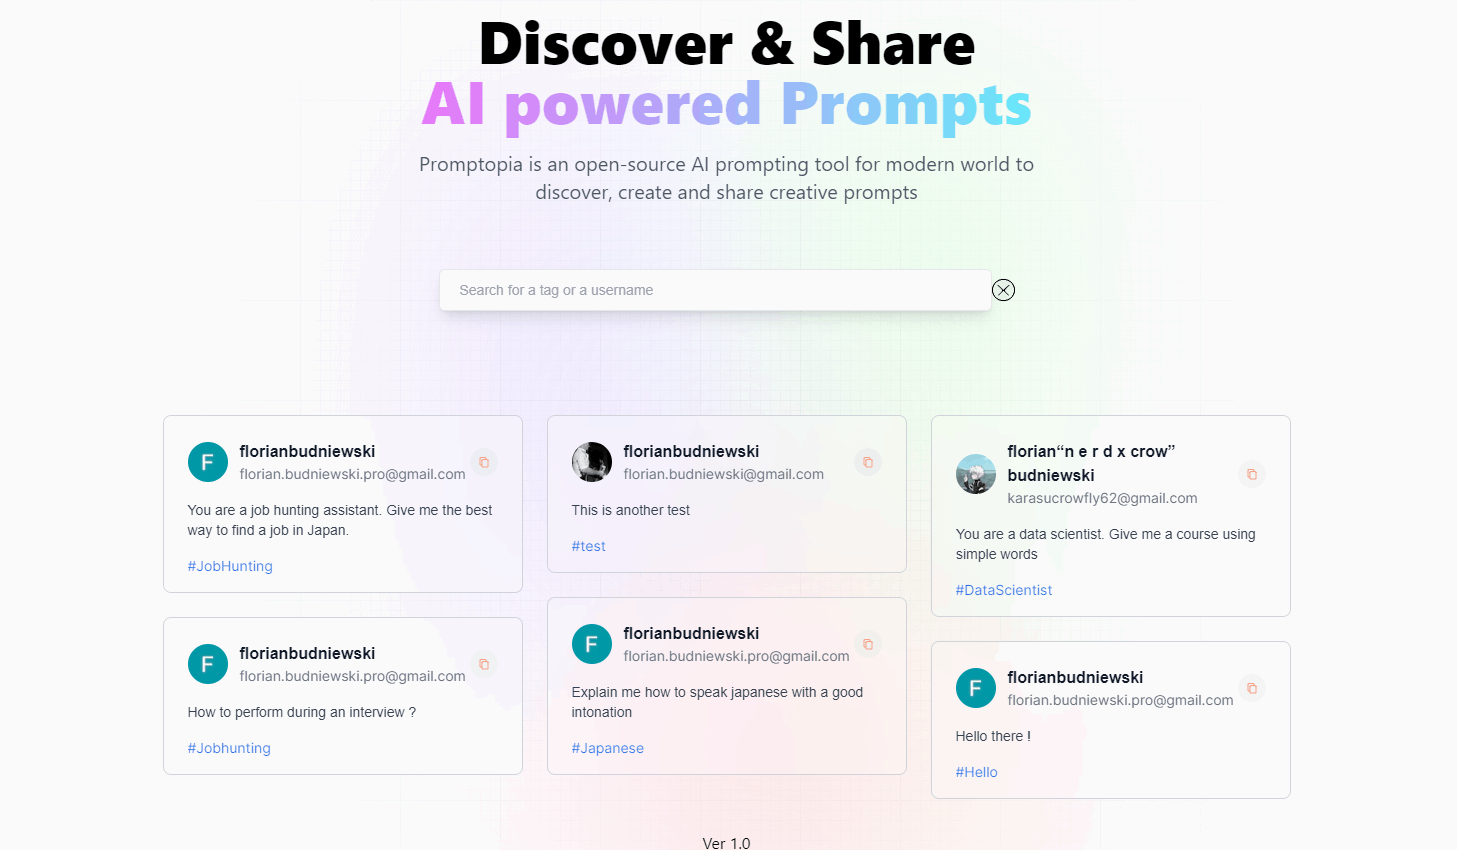 Discover & Share
AI powered Prompts
Promptopia is an open-source AI prompting tool for modern world to
discover, create and share creative prompts
Search for a tag or a username
F
florianbudniewski
florian.budniewski.pro@gmail.com
You are a job hunting assistant. Give me the best
way to find a job in Japan.
#JobHunting
F
florianbudniewski
florian.budniewski.pro@gmail.com
How to perform during an interview ?
#Jobhunting
florianbudniewski
florian.budniewski@gmail.com
This is another test
#test
F
florianbudniewski
florian.budniewski.pro@gmail.com
Explain me how to speak japanese with a good
intonation
#Japanese
florian“n e r d x crow”
budniewski
karasucrowfly62@gmail.com
You are a data scientist. Give me a course using
simple words
#DataScientist
F
florianbudniewski
florian.budniewski.pro@gmail.com
Hello there !
#Hello
Ver 1.0